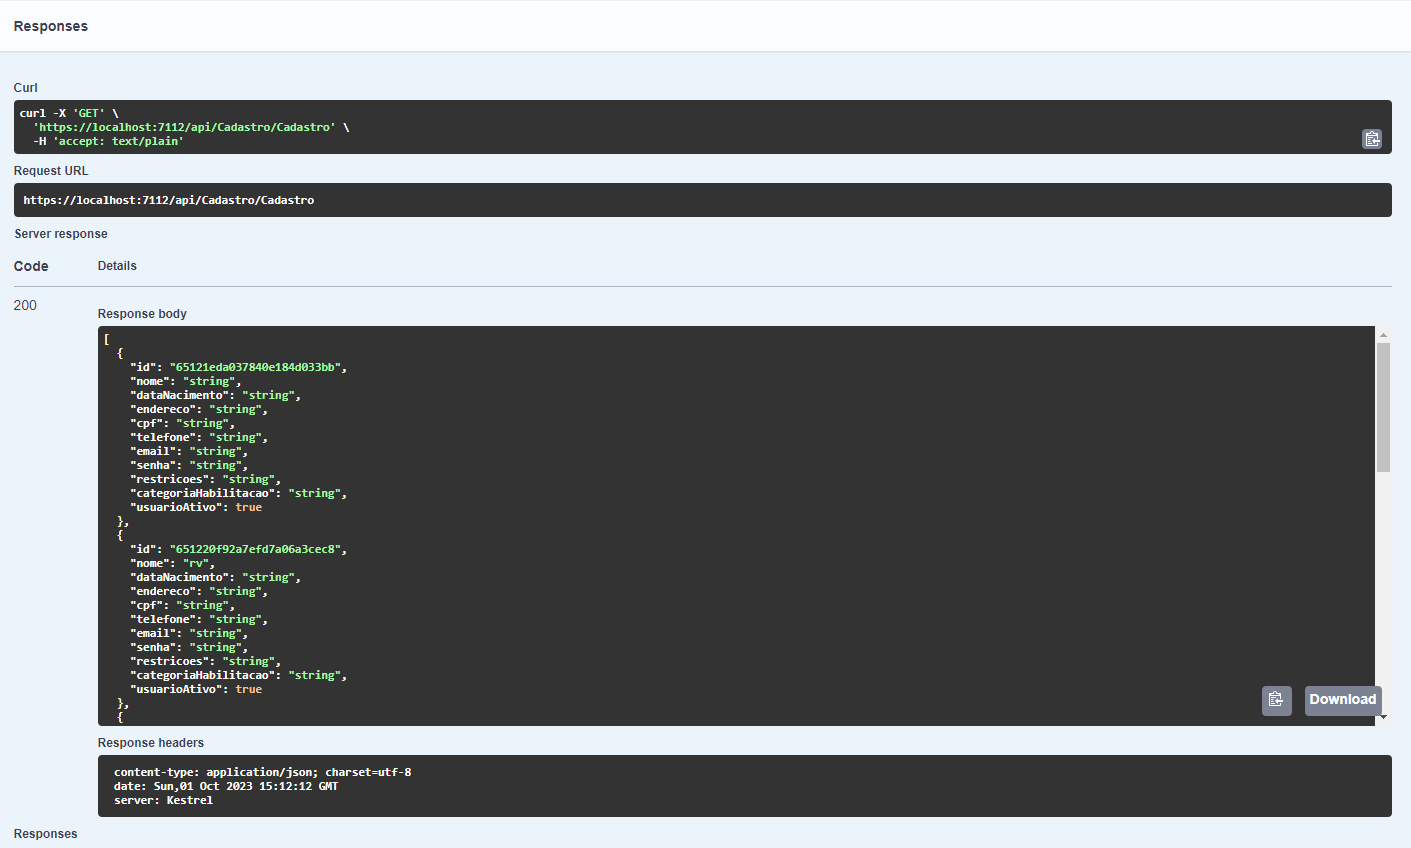 Responses
Curl
curl -X 'GET' \
  'https://localhost:7112/api/Cadastro/Cadastro' \
  -H 'accept: text/plain'
Request URL
https://localhost:7112/api/Cadastro/Cadastro
Server response
Code Details
200
Response body
[
  {
    "id": "65121eda037840e184d033bb",
    "nome": "string",
    "dataNacimento": "string",
    "endereco": "string",
    "cpf": "string",
    "telefone": "string",
    "email": "string",
    "senha": "string",
    "restricoes": "string",
    "categoriaHabilitacao": "string",
    "usuarioAtivo": true
  },
  {
    "id": "651220f92a7efd7a06a3cec8",
    "nome": "rv",
    "dataNacimento": "string",
    "endereco": "string",
    "cpf": "string",
    "telefone": "string",
    "email": "string",
    "senha": "string",
    "restricoes": "string",
    "categoriaHabilitacao": "string",
    "usuarioAtivo": true
  },
  {
Download
Response headers
content-type: application/json; charset=utf-8
date: Sun,01 Oct 2023 15:12:12 GMT
server: Kestrel
Responses